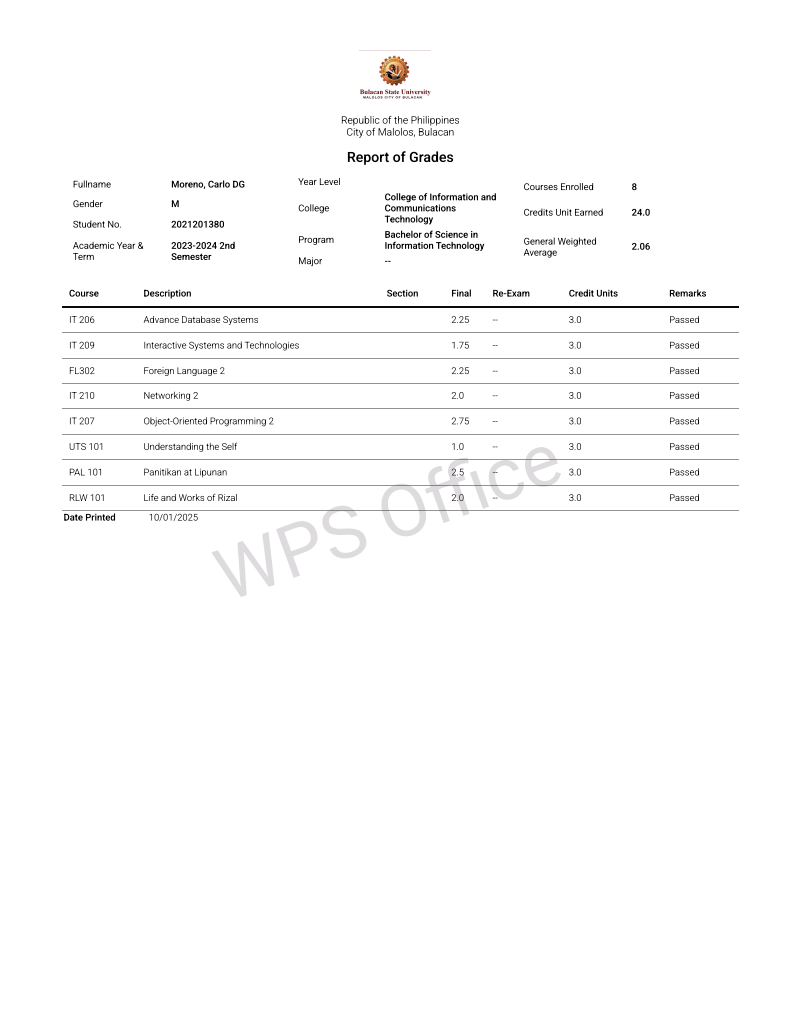 Bulacan State University
MALOLOS CITY OF BULACAN
Republic of the Philippines
City of Malolos, Bulacan
Report of Grades
Fullname Moreno, Carlo DG
Gender M
Student No. 2021201380
Academic Year & Term 2023-2024 2nd Semester
Year Level
College College of Information and Communications Technology
Program Bachelor of Science in Information Technology
Major --
Courses Enrolled 8
Credits Unit Earned 24.0
General Weighted Average 2.06
Course Description Section Final Re-Exam Credit Units Remarks
IT 206 Advance Database Systems 2.25 -- 3.0 Passed
IT 209 Interactive Systems and Technologies 1.75 -- 3.0 Passed
FL302 Foreign Language 2 2.25 -- 3.0 Passed
IT 210 Networking 2 2.0 -- 3.0 Passed
IT 207 Object-Oriented Programming 2 2.75 -- 3.0 Passed
UTS 101 Understanding the Self 1.0 -- 3.0 Passed
PAL 101 Panitikan at Lipunan 2.5 -- 3.0 Passed
RLW 101 Life and Works of Rizal 2.0 -- 3.0 Passed
Date Printed 10/01/2025
WPS Office